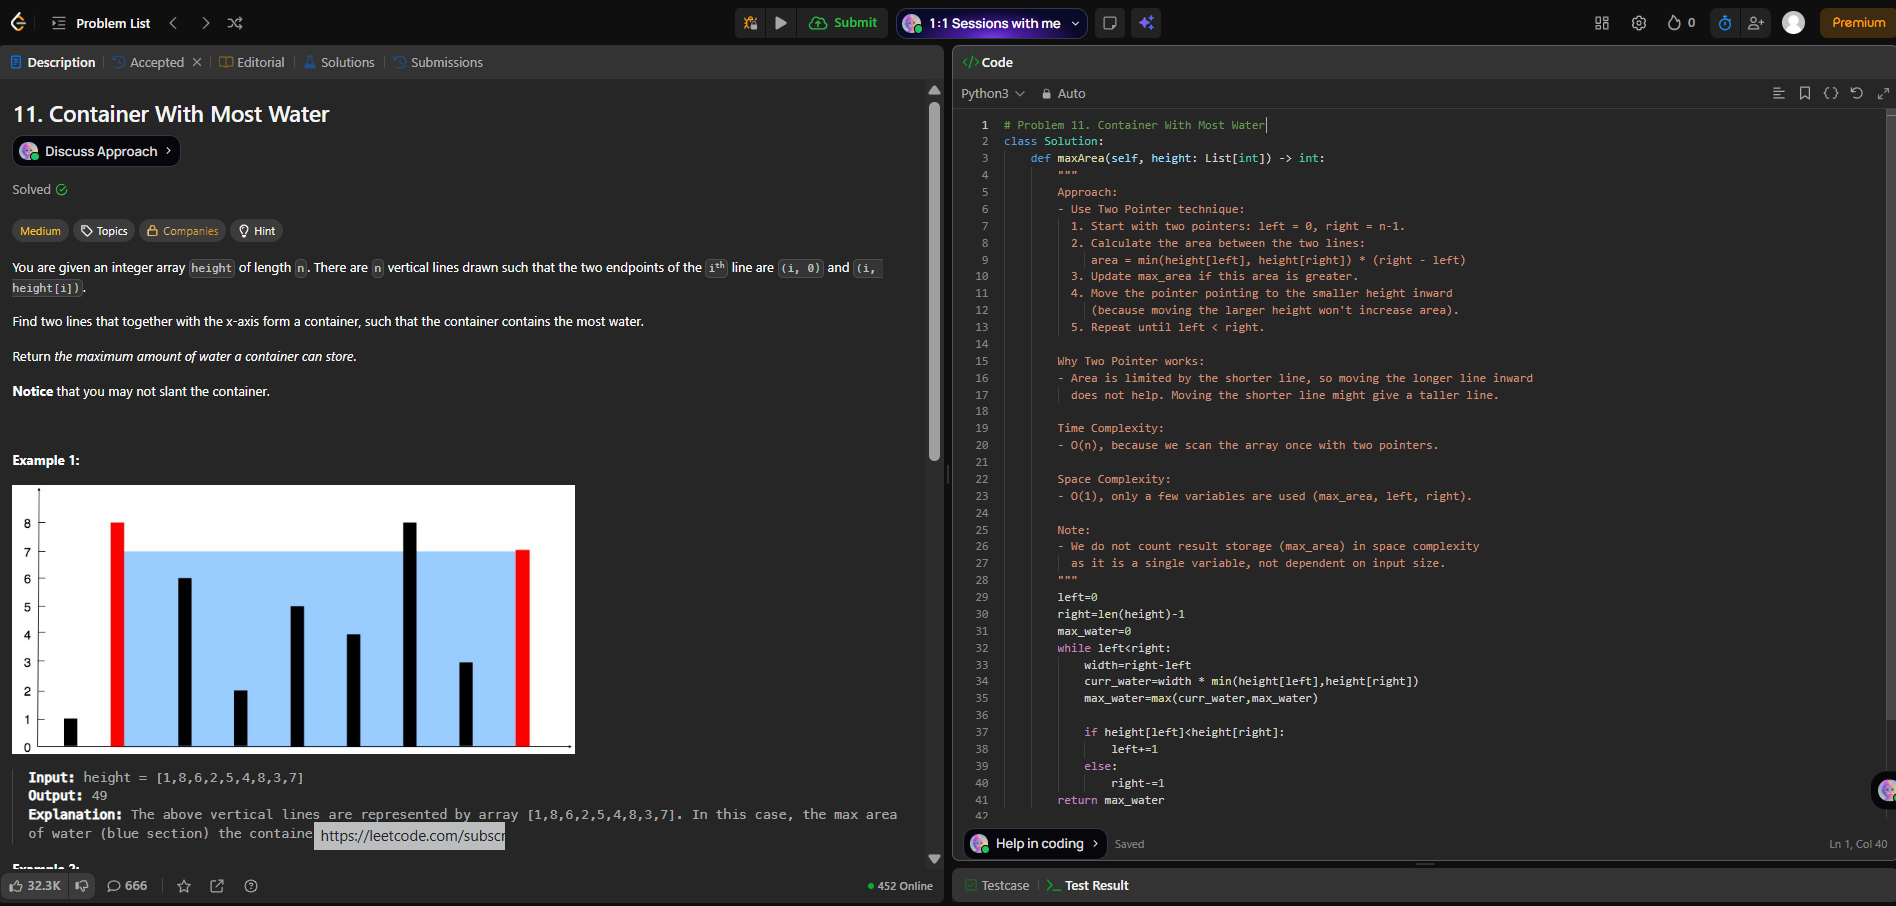 Problem List
Submit
1:1 Sessions with me
0
Premium
Description
Accepted
Editorial
Solutions
Submissions
11. Container With Most Water
Discuss Approach
Solved
Medium
Topics
Companies
Hint
You are given an integer array height of length n. There are n vertical lines drawn such that the two endpoints of the ith line are (i, 0) and (i,
height[i]).
Find two lines that together with the x-axis form a container, such that the container contains the most water.
Return the maximum amount of water a container can store.
Notice that you may not slant the container.
Example 1:
8
7
6
5
4
3
2
1
0
Input: height = [1,8,6,2,5,4,8,3,7]
Output: 49
Explanation: The above vertical lines are represented by array [1,8,6,2,5,4,8,3,7]. In this case, the max area
of water (blue section) the containe
https://leetcode.com/subscr
Example 2:
32.3K
666
452 Online
</>Code
Python3
Auto
1 # Problem 11. Container With Most Water
2 class Solution:
3 def maxArea(self, height: List[int]) -> int:
4 """
5 Approach:
6 - Use Two Pointer technique:
7 1. Start with two pointers: left = 0, right = n-1.
8 2. Calculate the area between the two lines:
9 area = min(height[left], height[right]) * (right - left)
10 3. Update max_area if this area is greater.
11 4. Move the pointer pointing to the smaller height inward
12 (because moving the larger height won't increase area).
13 5. Repeat until left < right.
14
15 Why Two Pointer works:
16 - Area is limited by the shorter line, so moving the longer line inward
17 does not help. Moving the shorter line might give a taller line.
18
19 Time Complexity:
20 - O(n), because we scan the array once with two pointers.
21
22 Space Complexity:
23 - O(1), only a few variables are used (max_area, left, right).
24
25 Note:
26 - We do not count result storage (max_area) in space complexity
27 as it is a single variable, not dependent on input size.
28 """
29 left=0
30 right=len(height)-1
31 max_water=0
32 while left<right:
33 width=right-left
34 curr_water=width * min(height[left],height[right])
35 max_water=max(curr_water,max_water)
36
37 if height[left]<height[right]:
38 left+=1
39 else:
40 right-=1
41 return max_water
42
Help in coding
Saved
Ln 1, Col 40
Testcase
Test Result